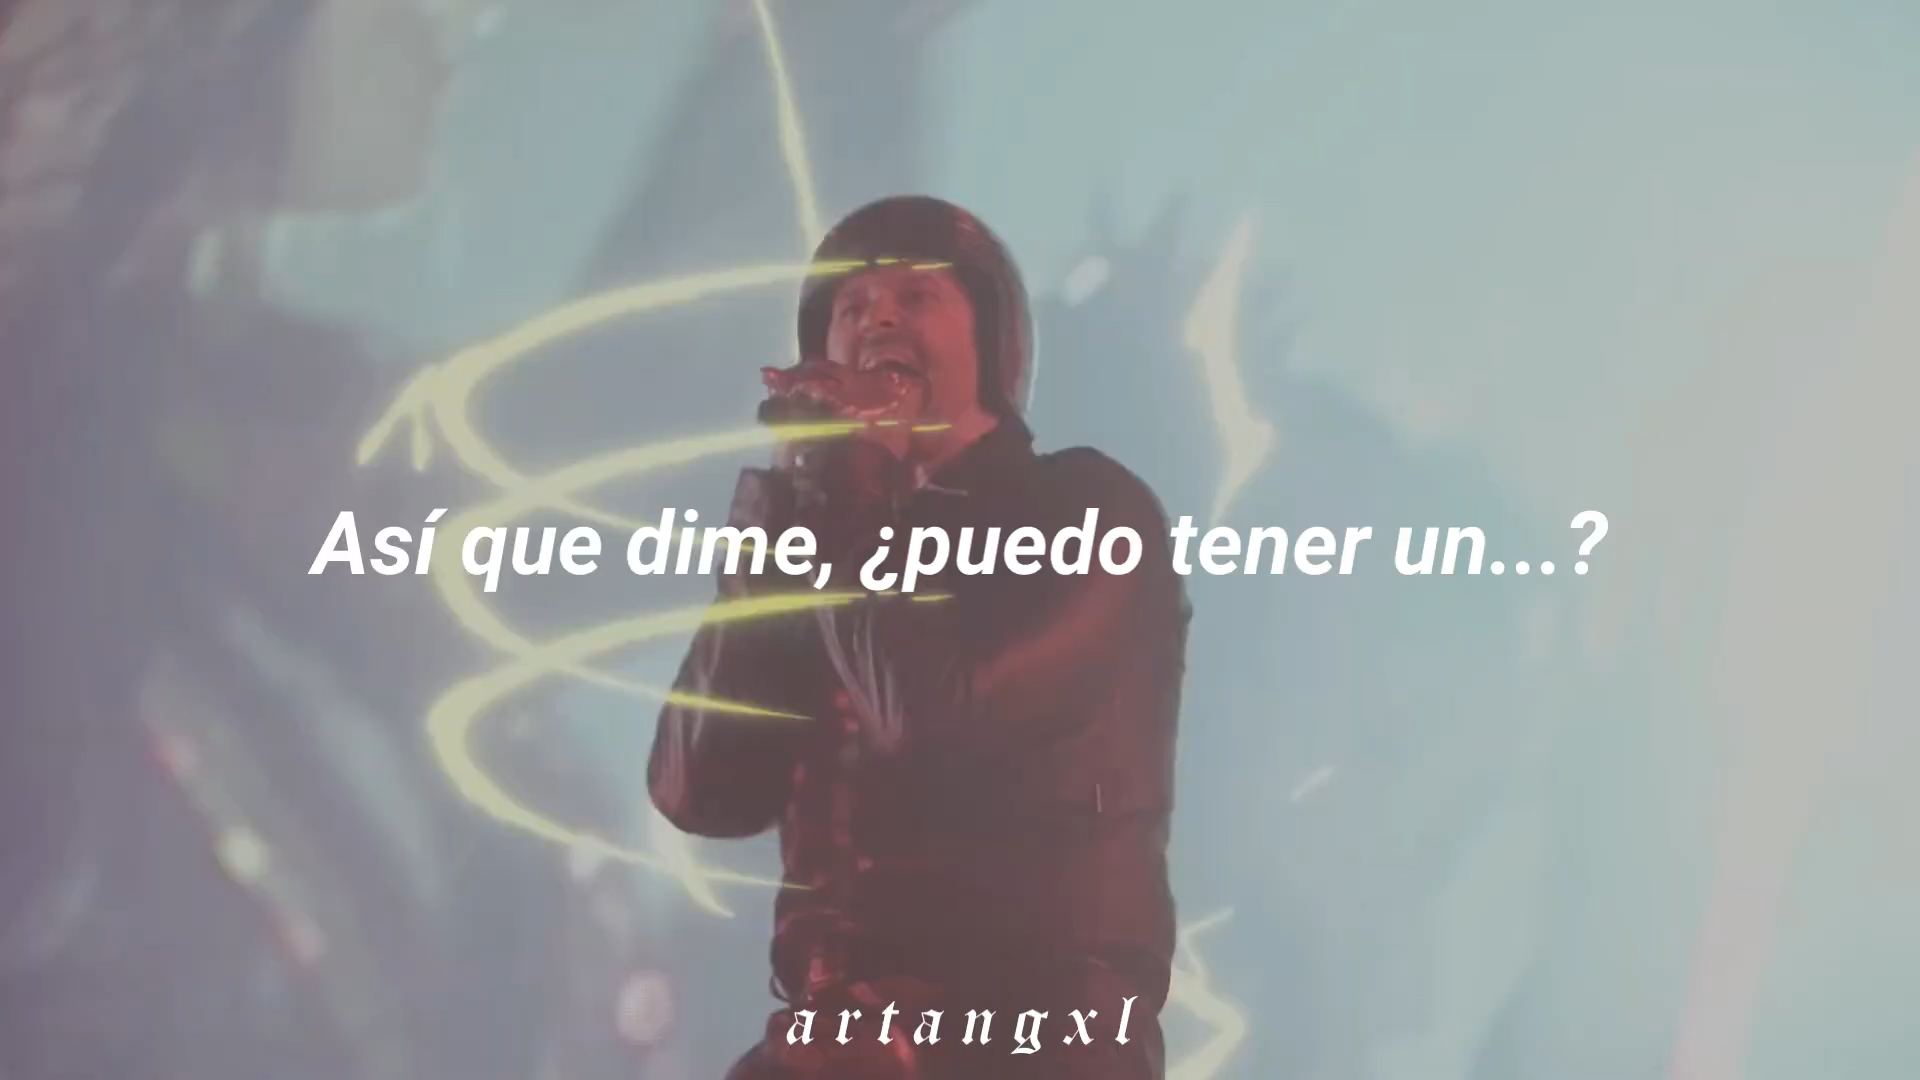 Así que dime, ¿puedo tener un...?
artangxl